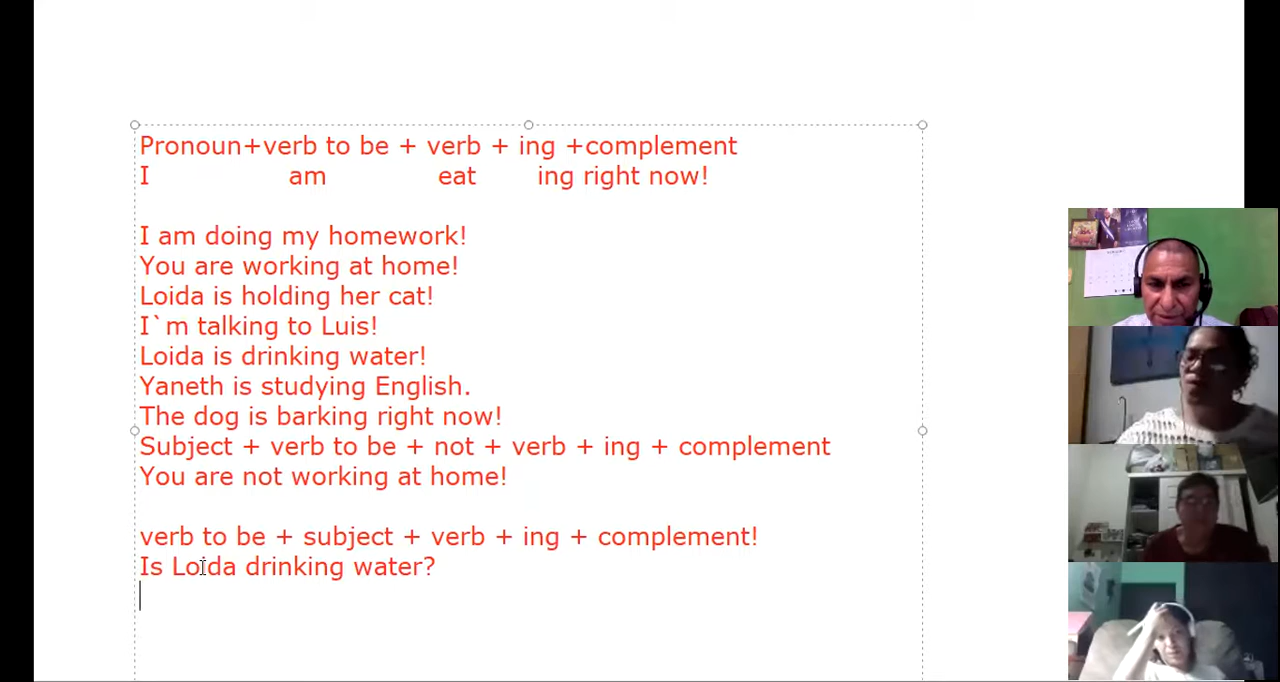 Pronoun+verb to be + verb + ing +complement
I am eat ing right now!
I am doing my homework!
You are working at home!
Loida is holding her cat!
I`m talking to Luis!
Loida is drinking water!
Yaneth is studying English.
The dog is barking right now!
Subject + verb to be + not + verb + ing + complement
You are not working at home!
verb to be + subject + verb + ing + complement!
Is Loida drinking water?